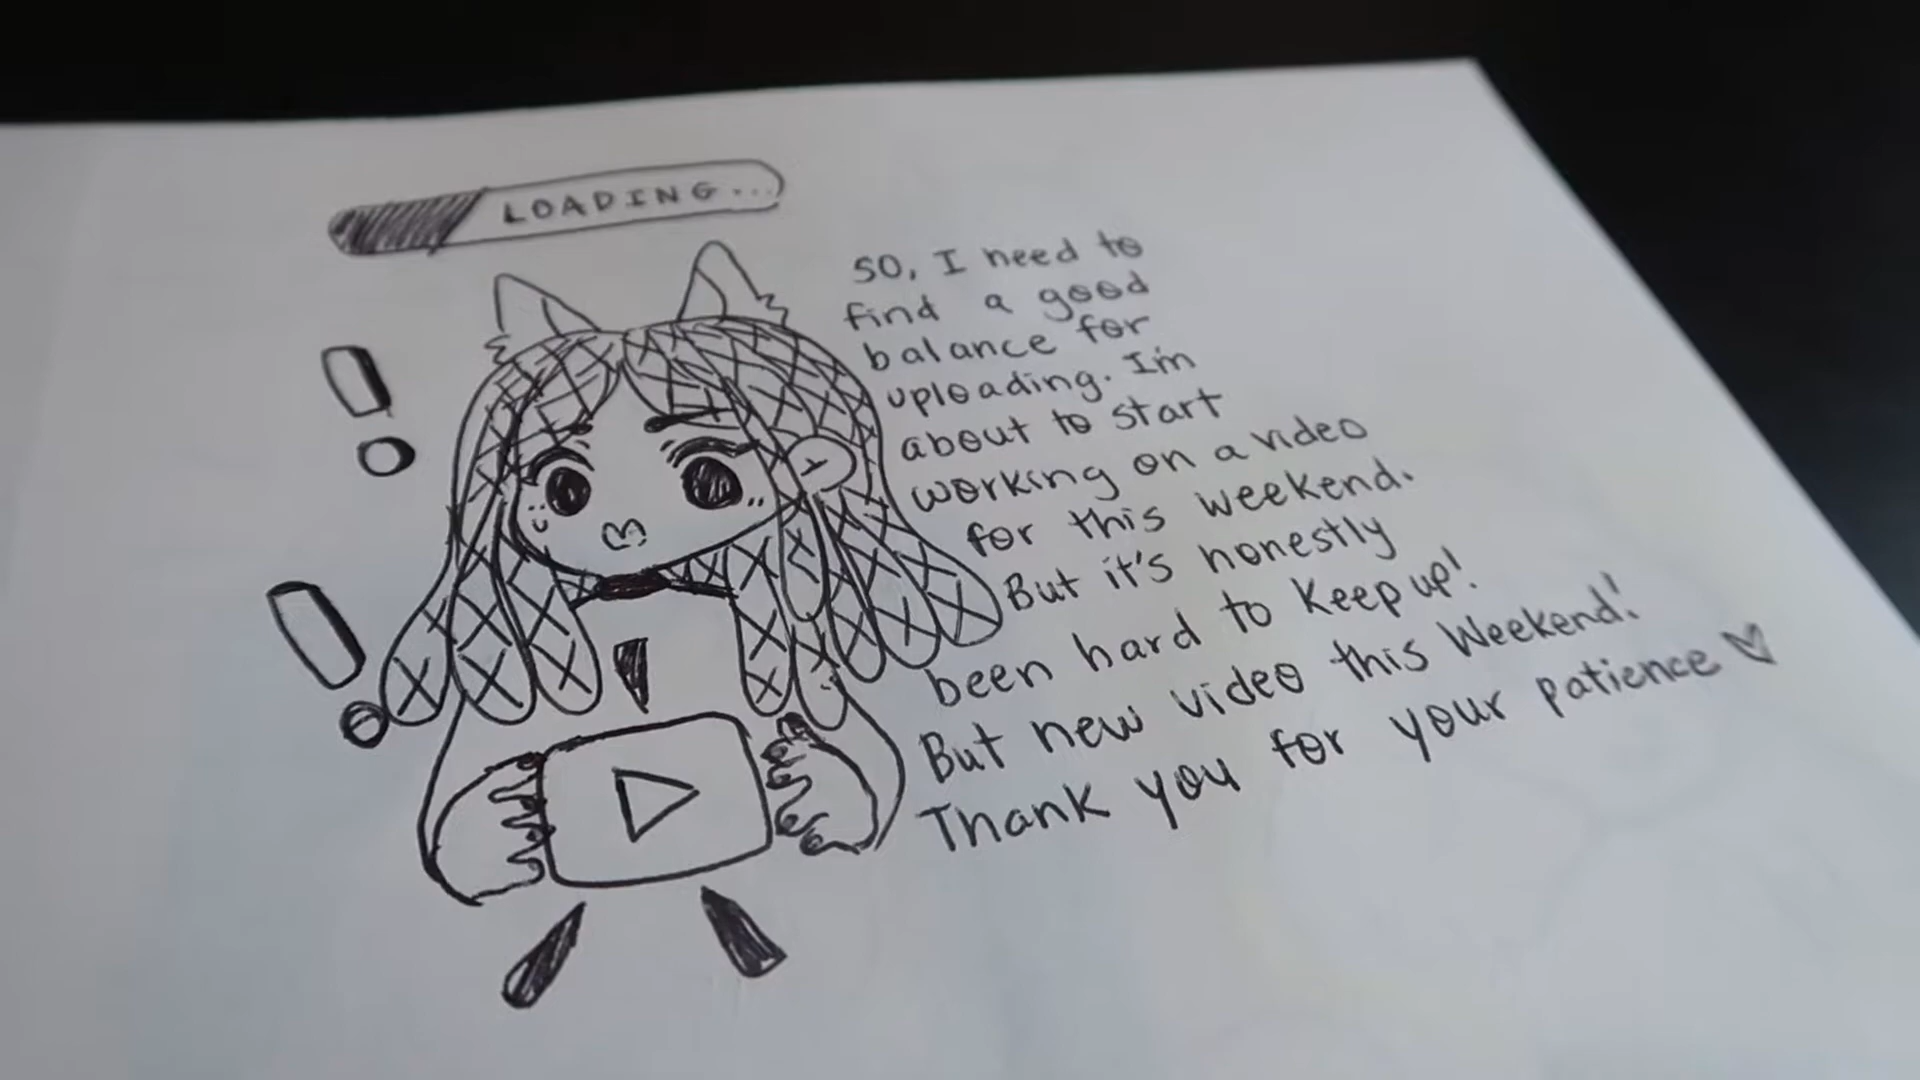 LOADING...
SO, I need to
find a good
balance for
uploading. I'm
about to start
working on a video
for this weekend.
But it's honestly
been hard to keep up!
But new video this Weekend!
Thank you for your patience ♡